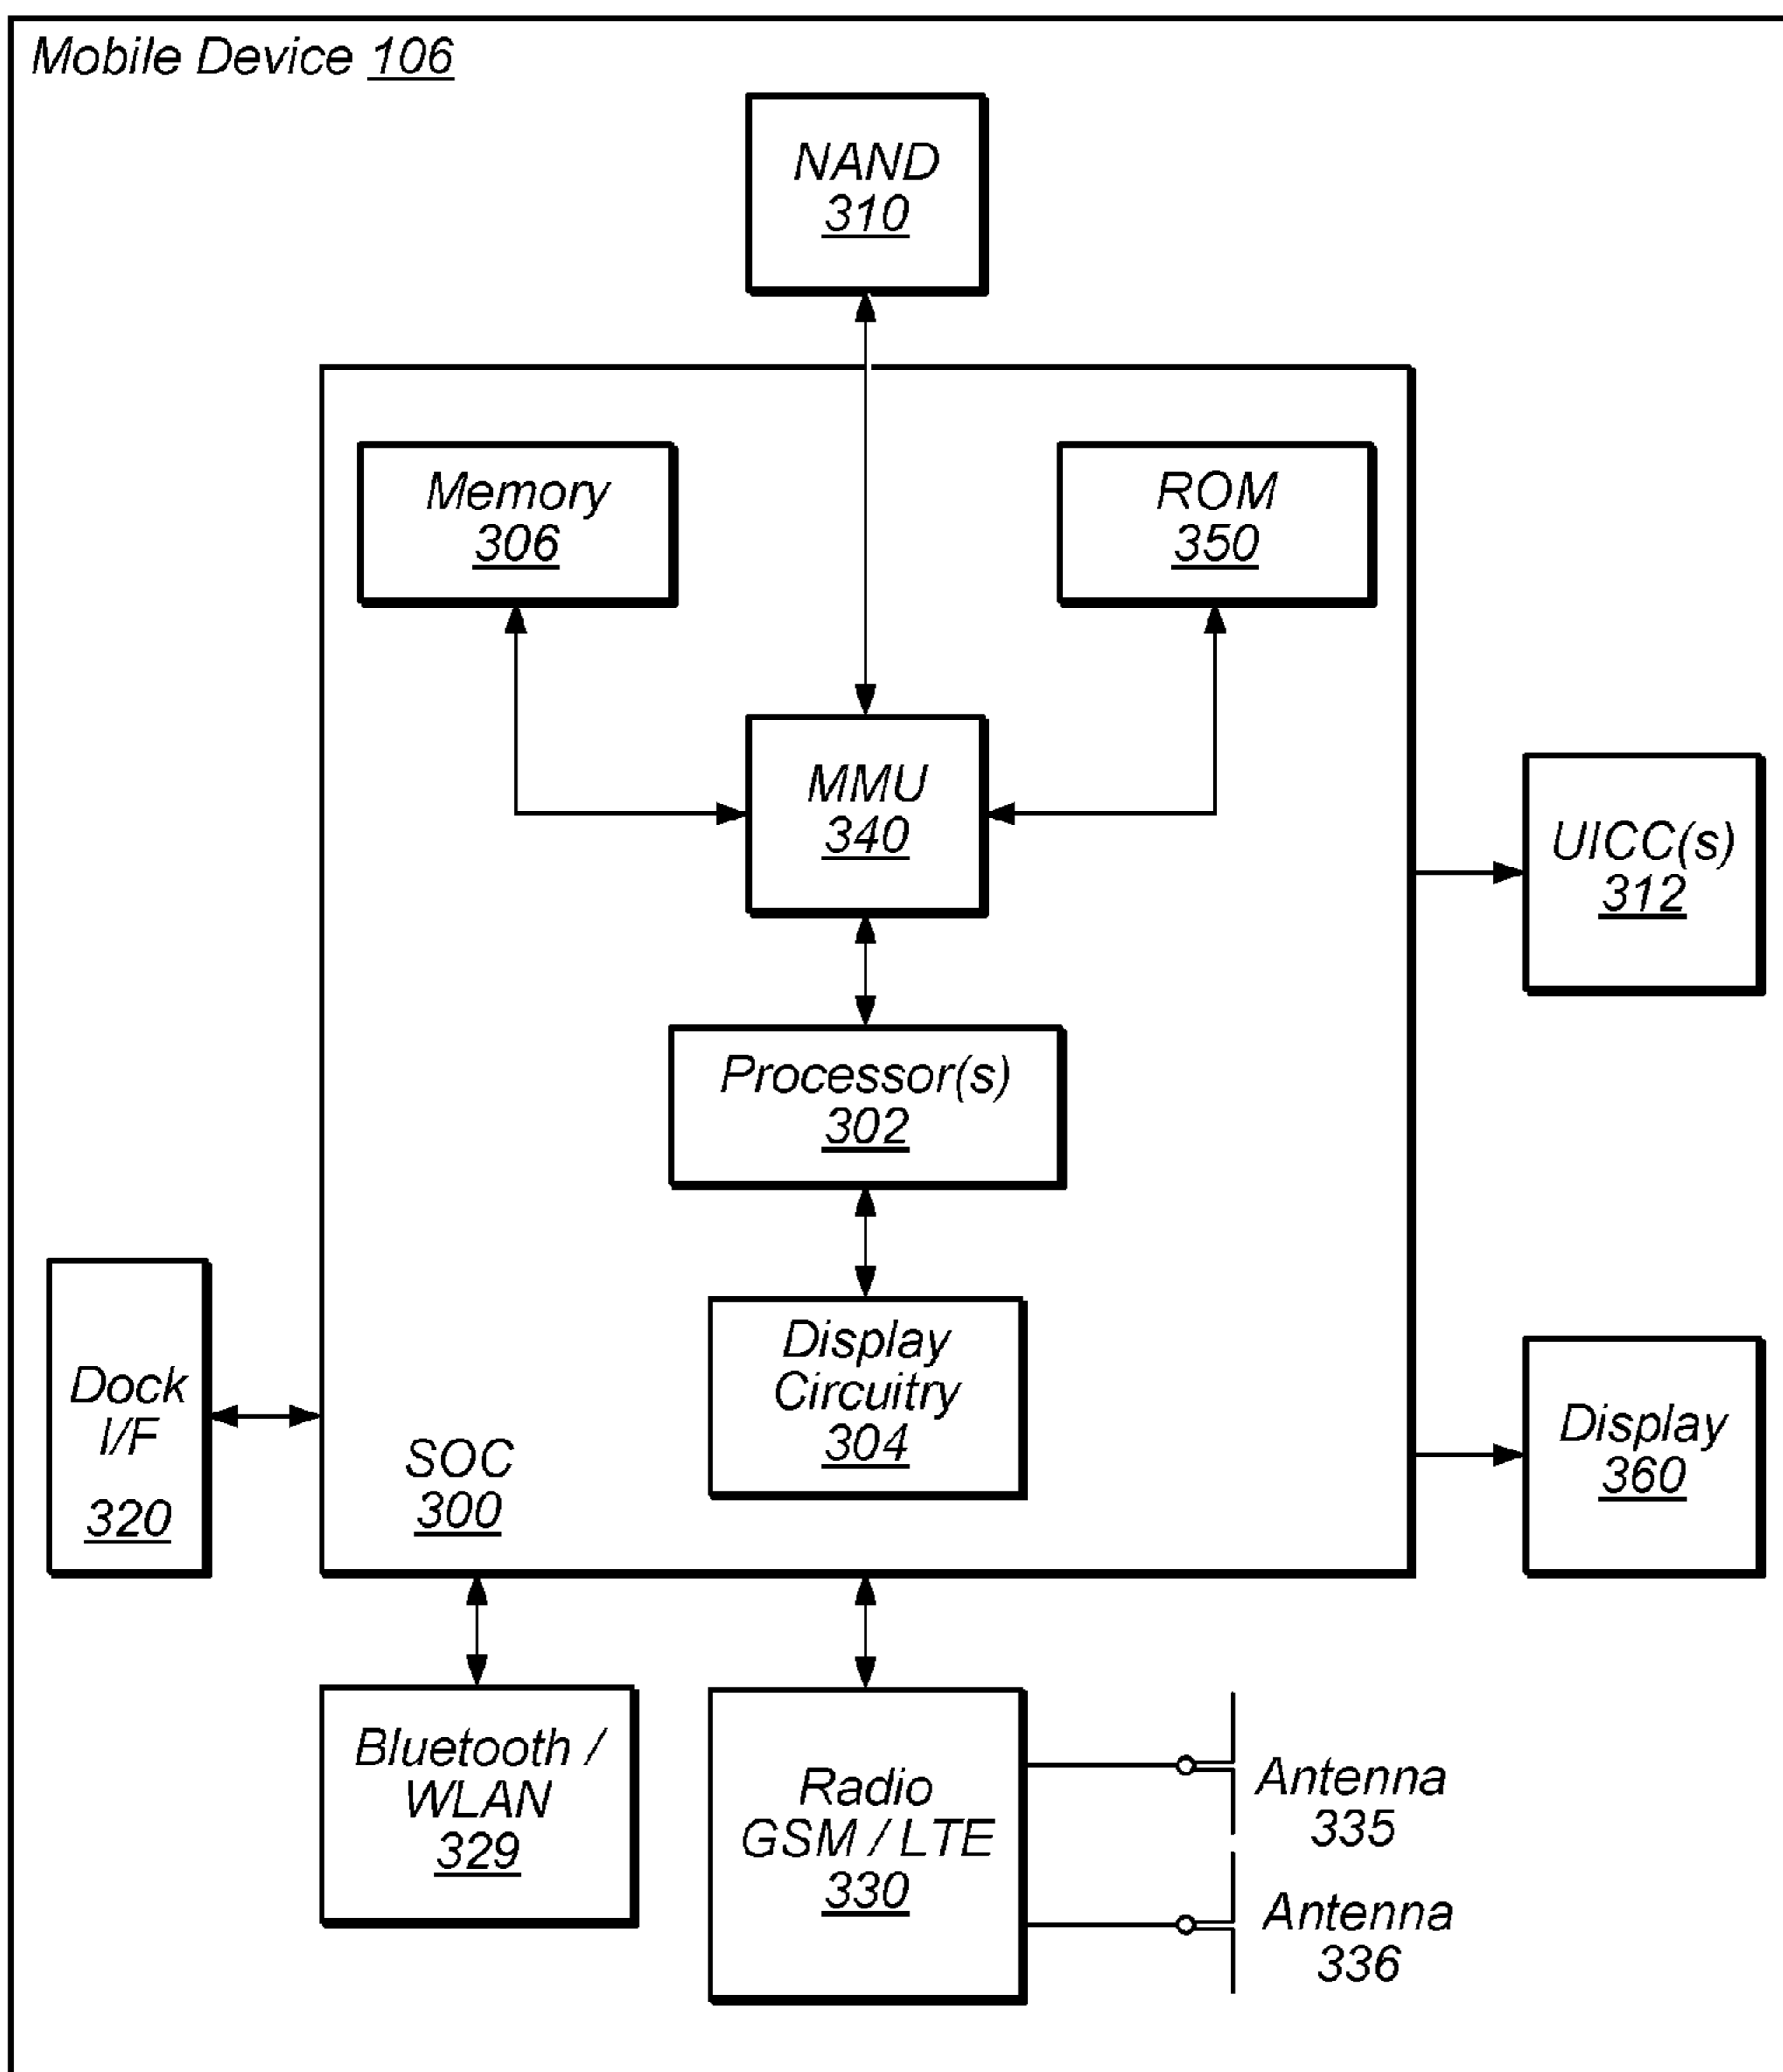 Mobile Device 106
NAND
310
Memory
306
ROM
350
MMU
340
UICC(s)
312
Processor(s)
302
Display
Circuitry
304
Dock
I/F
320
SOC
300
Display
360
Bluetooth /
WLAN
329
Radio
GSM / LTE
330
Antenna
335
Antenna
336